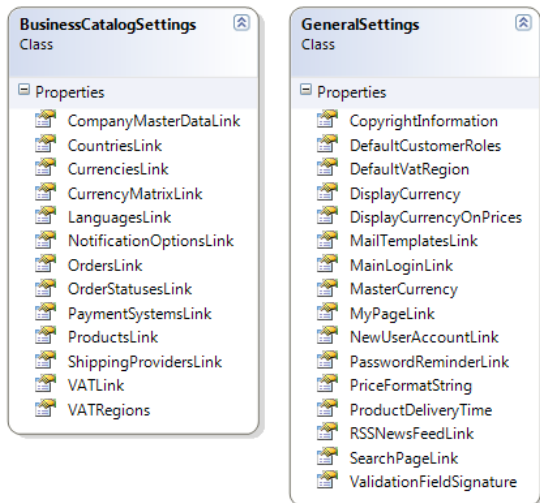 BusinessCatalogSettings
Class
Properties
CompanyMasterDataLink
CountriesLink
CurrenciesLink
CurrencyMatrixLink
LanguagesLink
NotificationOptionsLink
OrdersLink
OrderStatusesLink
PaymentSystemsLink
ProductsLink
ShippingProvidersLink
VATLink
VATRegions
GeneralSettings
Class
Properties
CopyrightInformation
DefaultCustomerRoles
DefaultVatRegion
DisplayCurrency
DisplayCurrencyOnPrices
MailTemplatesLink
MainLoginLink
MasterCurrency
MyPageLink
NewUserAccountLink
PasswordReminderLink
PriceFormatString
ProductDeliveryTime
RSSNewsFeedLink
SearchPageLink
ValidationFieldSignature